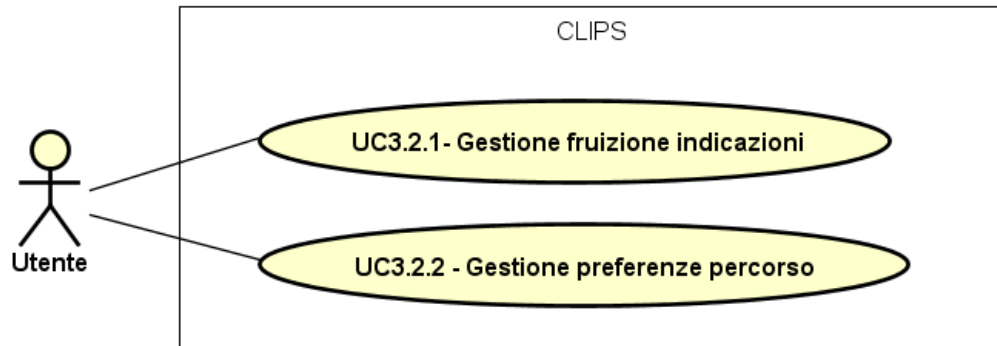 CLIPS
UC3.2.1- Gestione fruizione indicazioni
Utente
UC3.2.2 - Gestione preferenze percorso